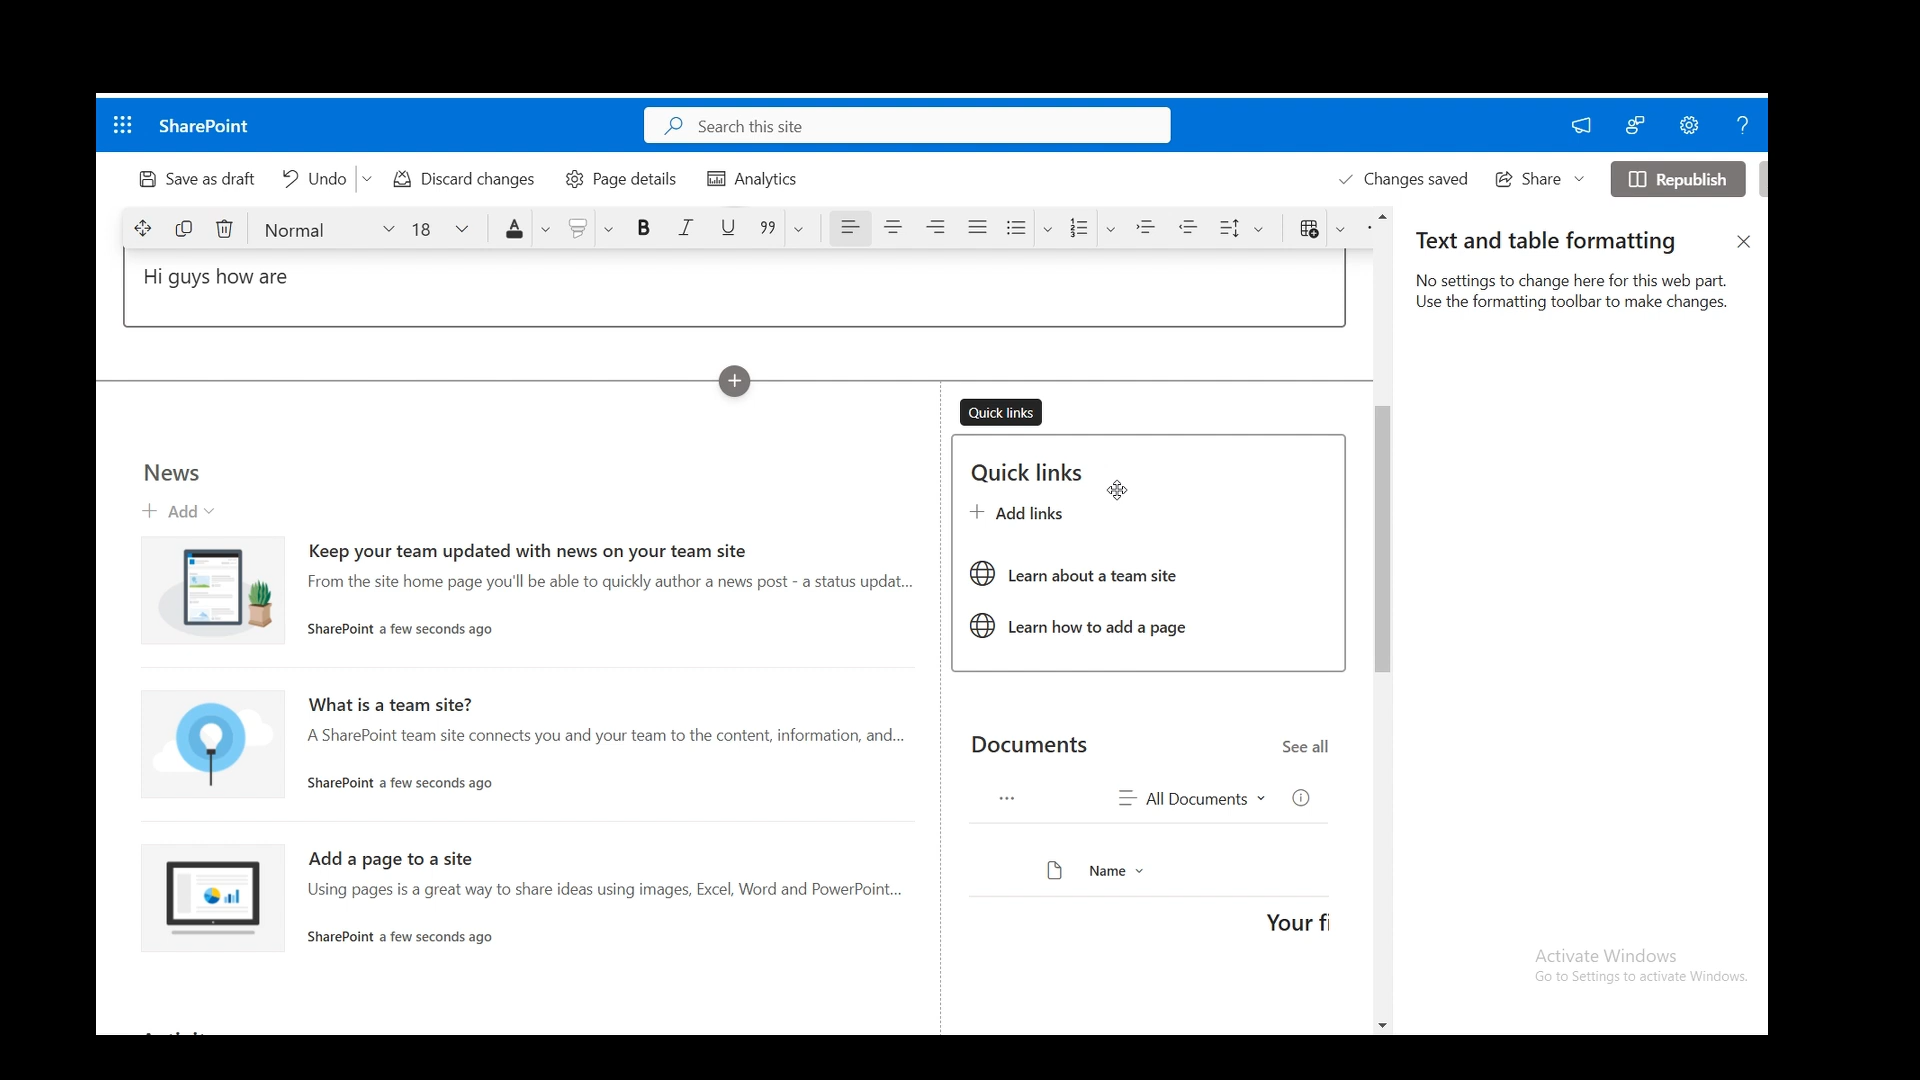 SharePoint
Search this site
Save as draft
Undo
Discard changes
Page details
Analytics
Changes saved
Share
Republish
Normal
18
B
I
U
Text and table formatting
No settings to change here for this web part.
Use the formatting toolbar to make changes.
Hi guys how are
Quick links
News
Add
Keep your team updated with news on your team site
From the site home page you'll be able to quickly author a news post - a status updat...
SharePoint a few seconds ago
What is a team site?
A SharePoint team site connects you and your team to the content, information, and...
SharePoint a few seconds ago
Add a page to a site
Using pages is a great way to share ideas using images, Excel, Word and PowerPoint...
SharePoint a few seconds ago
Quick links
Add links
Learn about a team site
Learn how to add a page
Documents
See all
All Documents
Name
Your fi
Activate Windows
Go to Settings to activate Windows.